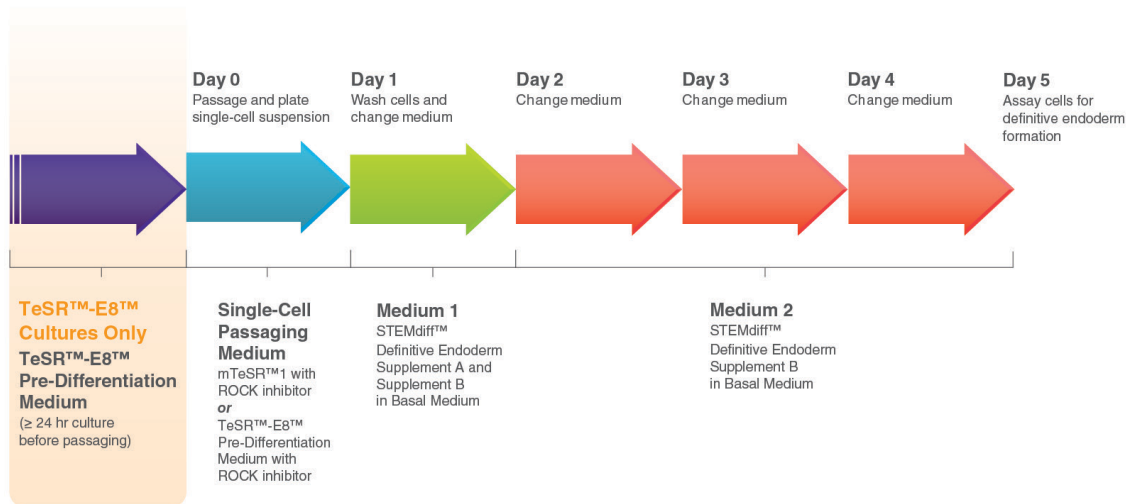 Day 0
Passage and plate
single-cell suspension
Day 1
Wash cells and
change medium
Day 2
Change medium
Day 3
Change medium
Day 4
Change medium
Day 5
Assay cells for
definitive endoderm
formation
TeSR™-E8™
Cultures Only
TeSR™-E8™
Pre-Differentiation
Medium
(≥ 24 hr culture
before passaging)
Single-Cell
Passaging
Medium
mTeSR™1 with
ROCK inhibitor
or
TeSR™-E8™
Pre-Differentiation
Medium with
ROCK inhibitor
Medium 1
STEMdiff™
Definitive Endoderm
Supplement A and
Supplement B
in Basal Medium
Medium 2
STEMdiff™
Definitive Endoderm
Supplement B
in Basal Medium